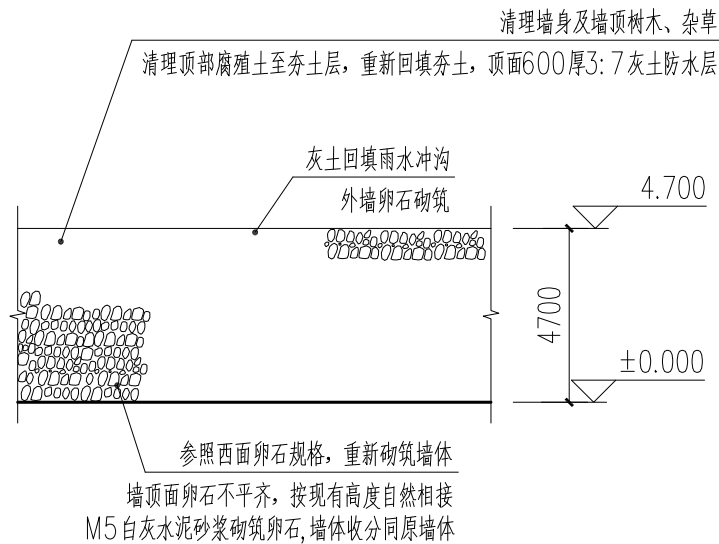 清理墙身及墙顶树木、杂草
清理顶部腐殖土至夯土层，重新回填夯土，顶面600厚3：7灰土防水层
灰土回填雨水冲沟
外墙卵石砌筑
4.700
4700
±0.000
参照西面卵石规格，重新砌筑墙体
墙顶面卵石不平齐，按现有高度自然相接
M5白灰水泥砂浆砌筑卵石,墙体收分同原墙体